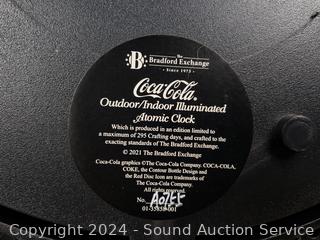 The
B
Bradford Exchange
· Since 1973 ·
Coca-Cola®
Outdoor/Indoor Illuminated
Atomic Clock
Which is produced in an edition limited to
a maximum of 295 Crafting days, and crafted to the
exacting standards of The Bradford Exchange.
© 2021 The Bradford Exchange
Coca-Cola graphics ©The Coca-Cola Company. COCA-COLA,
COKE, the Contour Bottle Design and
the Red Disc Icon are trademarks of
The Coca-Cola Company.
All rights reserved.
No.
Copyright 2024 - Sound Auction Service